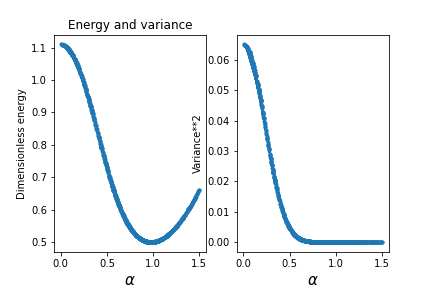 Energy and variance
Dimensionless energy
1.1
1.0
0.9
0.8
0.7
0.6
0.5
0.0 0.5 1.0 1.5
α
Variance**2
0.06
0.05
0.04
0.03
0.02
0.01
0.00
0.0 0.5 1.0 1.5
α